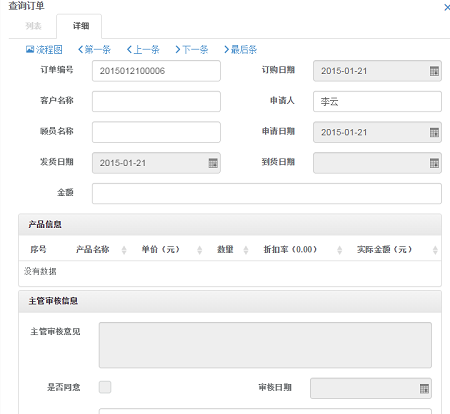 查询订单
列表 详细
流程图 第一条 上一条 下一条 最后条
订单编号 2015012100006 订购日期 2015-01-21
客户名称 申请人 李云
顾员名称 申请日期 2015-01-21
发货日期 2015-01-21 到货日期
金额
产品信息
序号 产品名称 单价（元） 数量 折扣率（0.00） 实际金额（元）
没有数据
主管审核信息
主管审核意见
是否同意 审核日期